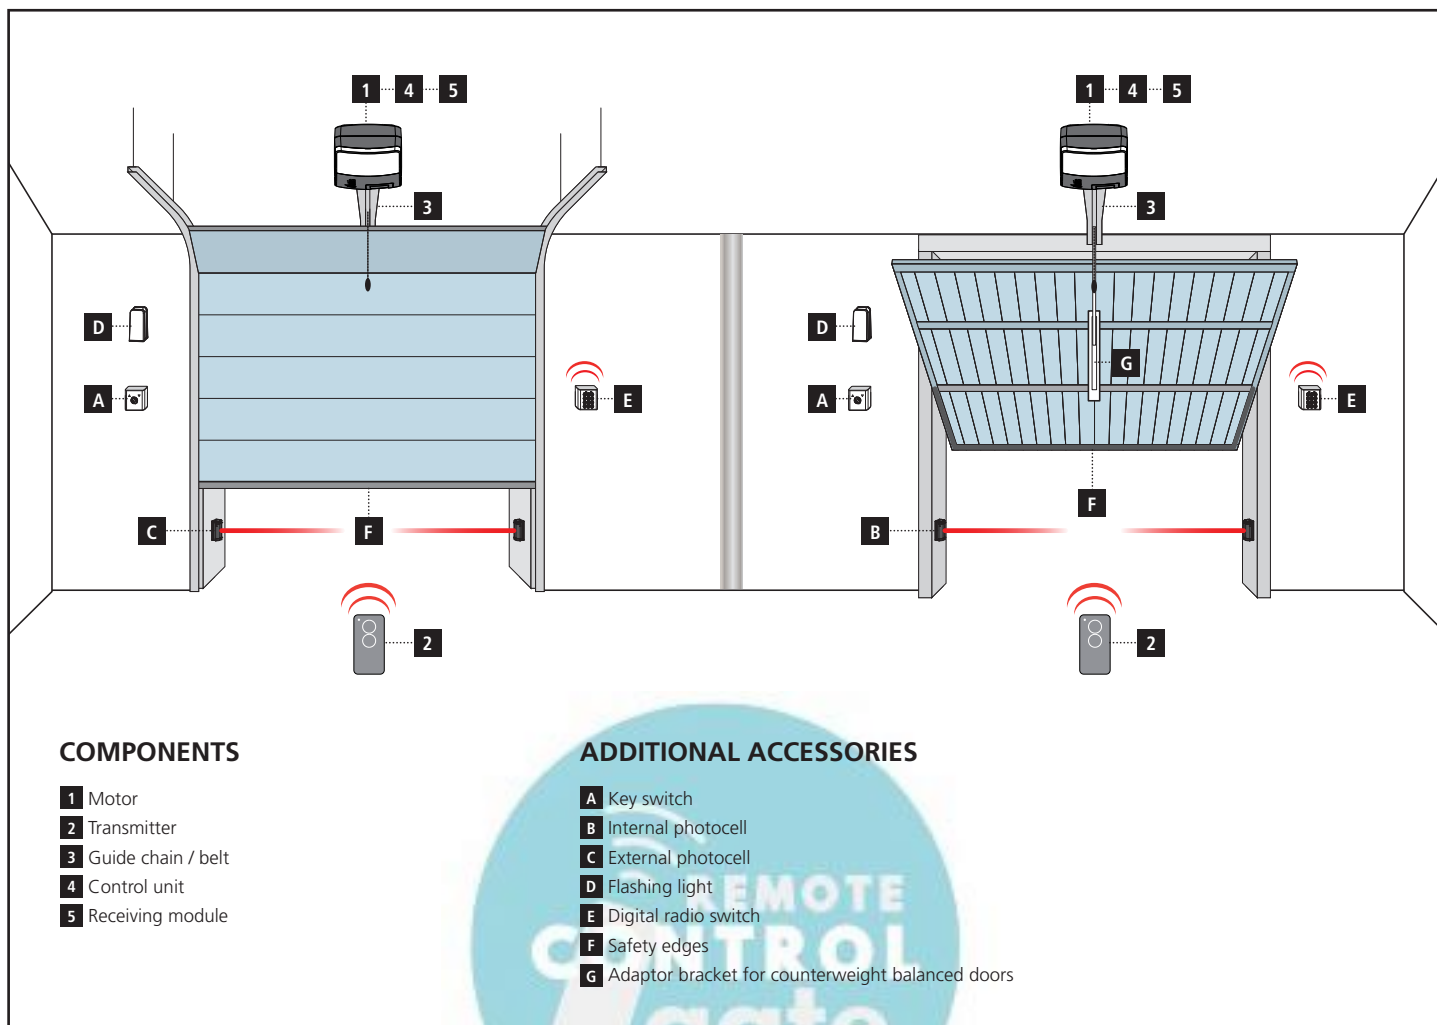 1 4 5
1 4 5
3
3
D
D
G
A
E
A
E
F
C
F
B
2
2
COMPONENTS
1 Motor
2 Transmitter
3 Guide chain / belt
4 Control unit
5 Receiving module
ADDITIONAL ACCESSORIES
A Key switch
B Internal photocell
C External photocell
D Flashing light
E Digital radio switch
F Safety edges
G Adaptor bracket for counterweight balanced doors
REMOTE
CONTROL
gate